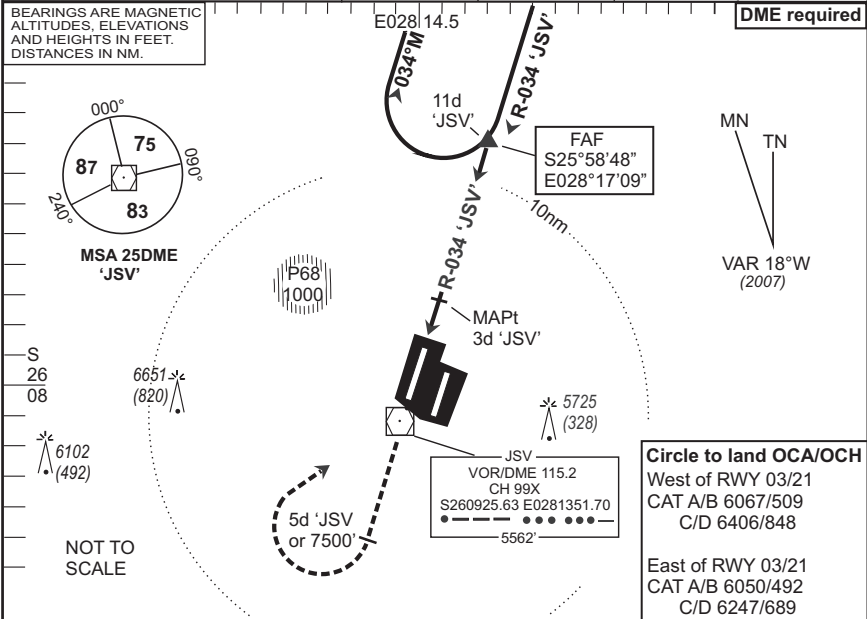 BEARINGS ARE MAGNETIC
ALTITUDES, ELEVATIONS
AND HEIGHTS IN FEET.
DISTANCES IN NM.
E028 14.5
DME required
034°M
R-034 'JSV'
11d
'JSV'
FAF
S25°58'48”
E028°17'09”
000°
75
87
060°
240°
83
MSA 25DME
'JSV'
MN
TN
VAR 18°W
(2007)
10nm
R-034 'JSV'
P68
1000
MAPt
3d 'JSV'
S
26
08
6651
(820)
6102
(492)
5725
(328)
JSV
VOR/DME 115.2
CH 99X
S260925.63 E0281351.70
5562'
5d 'JSV
or 7500'
NOT TO
SCALE
Circle to land OCA/OCH
West of RWY 03/21
CAT A/B 6067/509
C/D 6406/848
East of RWY 03/21
CAT A/B 6050/492
C/D 6247/689